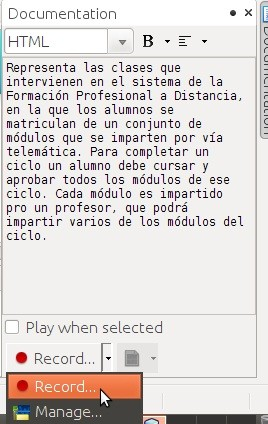 Documentation
HTML
B
Representa las clases que
intervienen en el sistema de la
Formación Profesional a Distancia,
en la que los alumnos se
matriculan de un conjunto de
módulos que se imparten por vía
telemática. Para completar un
ciclo un alumno debe cursar y
aprobar todos los módulos de ese
ciclo. Cada módulo es impartido
pro un profesor, que podrá
impartir varios de los módulos del
ciclo.
Play when selected
Record...
Record...
Manage...
Documentation